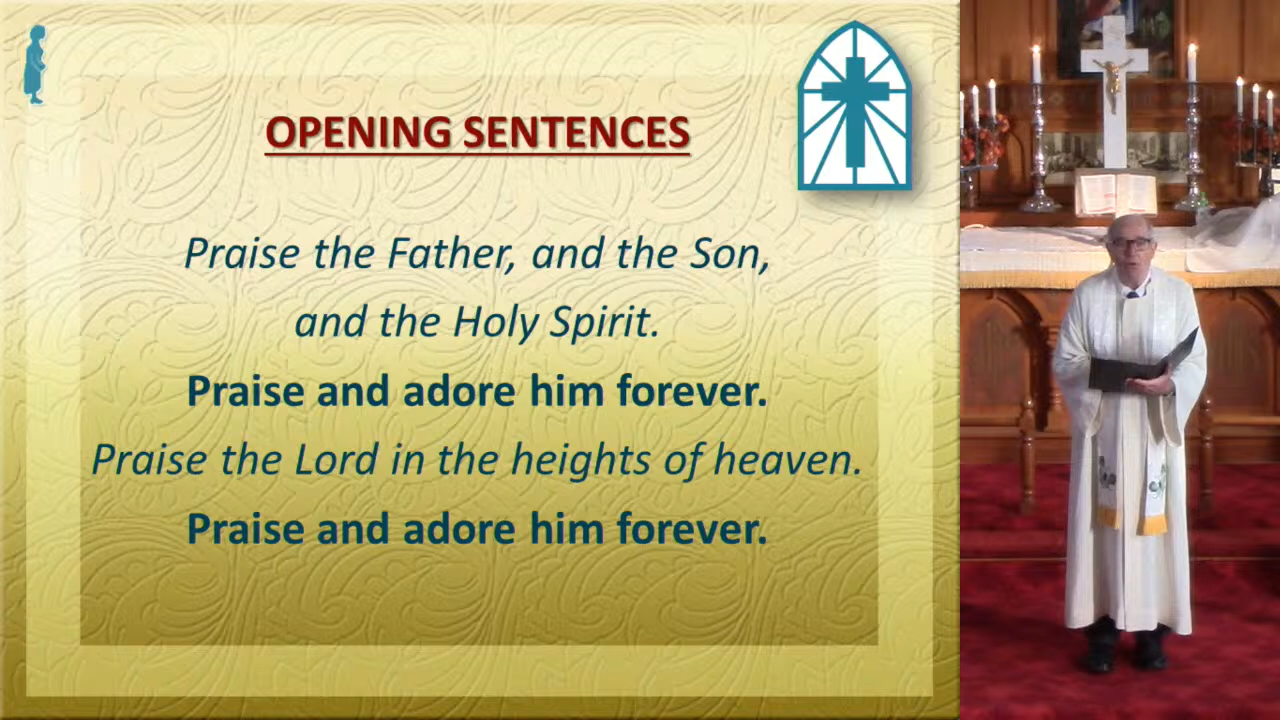 OPENING SENTENCES
Praise the Father, and the Son,
and the Holy Spirit.
Praise and adore him forever.
Praise the Lord in the heights of heaven.
Praise and adore him forever.